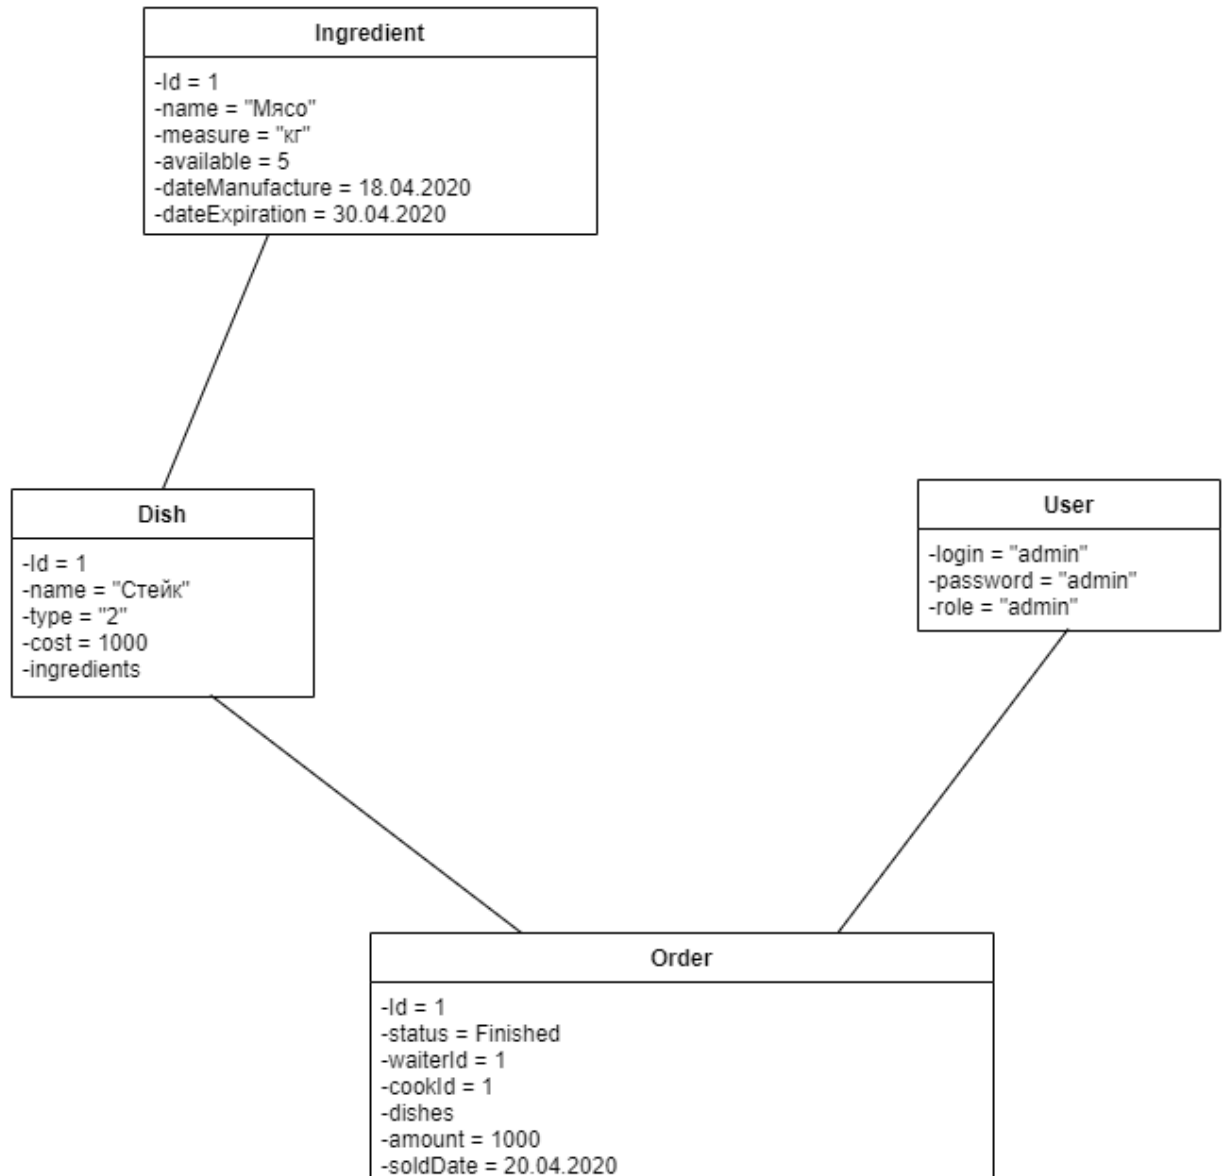 Ingredient
-Id = 1
-name = "Мясо"
-measure = "кг"
-available = 5
-dateManufacture = 18.04.2020
-dateExpiration = 30.04.2020
Dish
-Id = 1
-name = "Стейк"
-type = "2"
-cost = 1000
-ingredients
User
-login = "admin"
-password = "admin"
-role = "admin"
Order
-Id = 1
-status = Finished
-waiterId = 1
-cookId = 1
-dishes
-amount = 1000
-soldDate = 20.04.2020